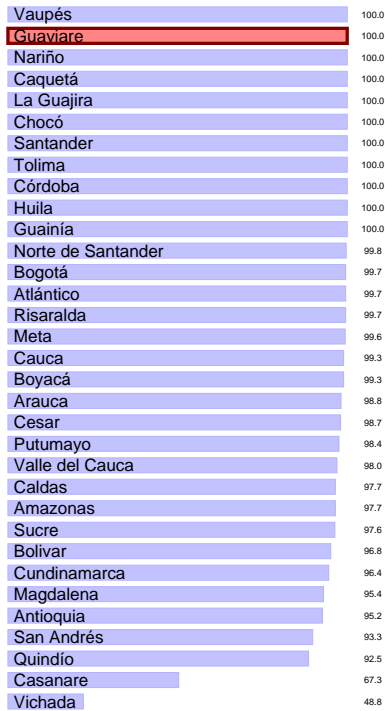 Vaupés 100.0
Guaviare 100.0
Nariño 100.0
Caquetá 100.0
La Guajira 100.0
Chocó 100.0
Santander 100.0
Tolima 100.0
Córdoba 100.0
Huila 100.0
Guainía 100.0
Norte de Santander 99.8
Bogotá 99.7
Atlántico 99.7
Risaralda 99.7
Meta 99.6
Cauca 99.3
Boyacá 99.3
Arauca 98.8
Cesar 98.7
Putumayo 98.4
Valle del Cauca 98.0
Caldas 97.7
Amazonas 97.7
Sucre 97.6
Bolivar 96.8
Cundinamarca 96.4
Magdalena 95.4
Antioquia 95.2
San Andrés 93.3
Quindío 92.5
Casanare 67.3
Vichada 48.8